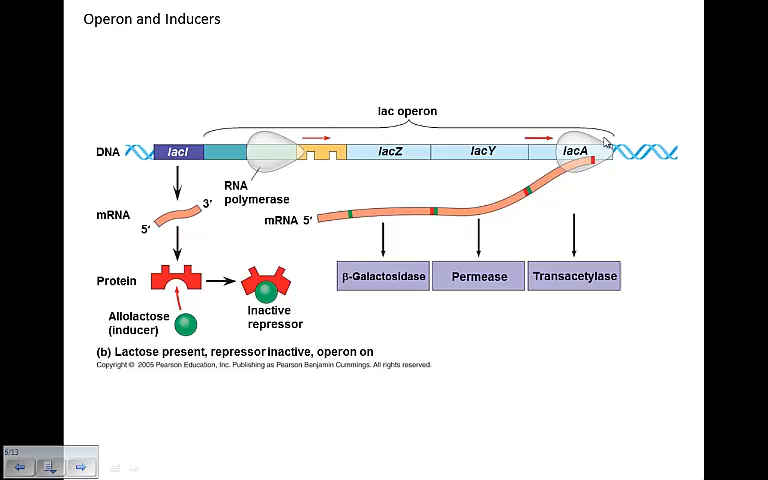 Operon and Inducers
lac operon
DNA
lacI
lacZ
lacY
lacA
RNA
polymerase
mRNA
3′
5′
mRNA 5′
Protein
β-Galactosidase
Permease
Transacetylase
Allolactose
(inducer)
Inactive
repressor
(b) Lactose present, repressor inactive, operon on
Copyright © 2005 Pearson Education, Inc. Publishing as Pearson Benjamin Cummings. All rights reserved.
6/13